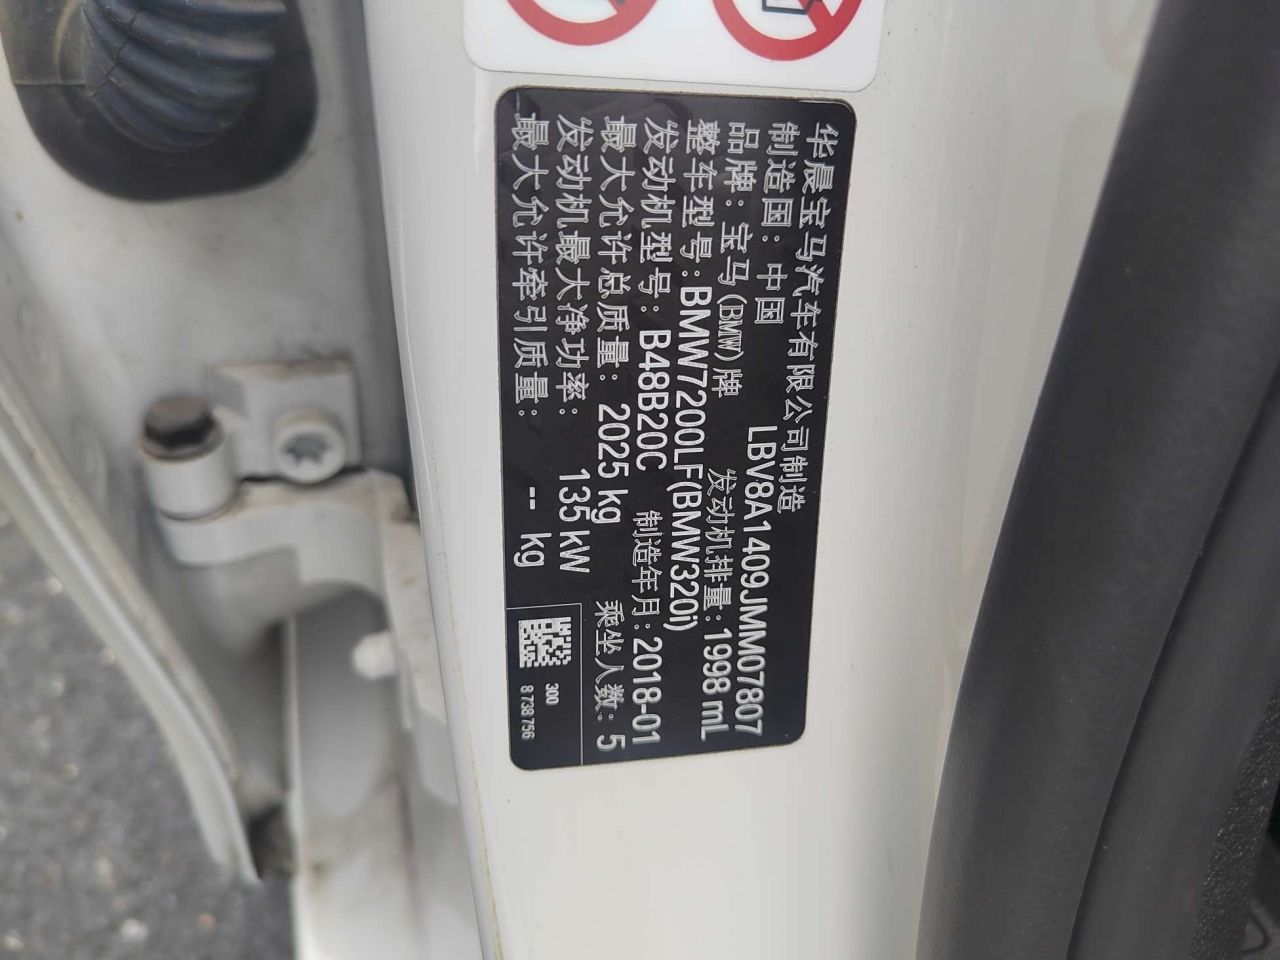 华晨宝马汽车有限公司制造
制造国：中国 LBV8A1409JMM07807
品牌：宝马(BMW)牌 发动机排量：1998 mL
整车型号：BMW7200LF(BMW320i)
发动机型号：B48B20C 制造年月：2018-01
最大允许总质量：2025 kg 乘坐人数：5
发动机最大净功率：135 kW
最大允许牵引质量：-- kg
300
8 738 756